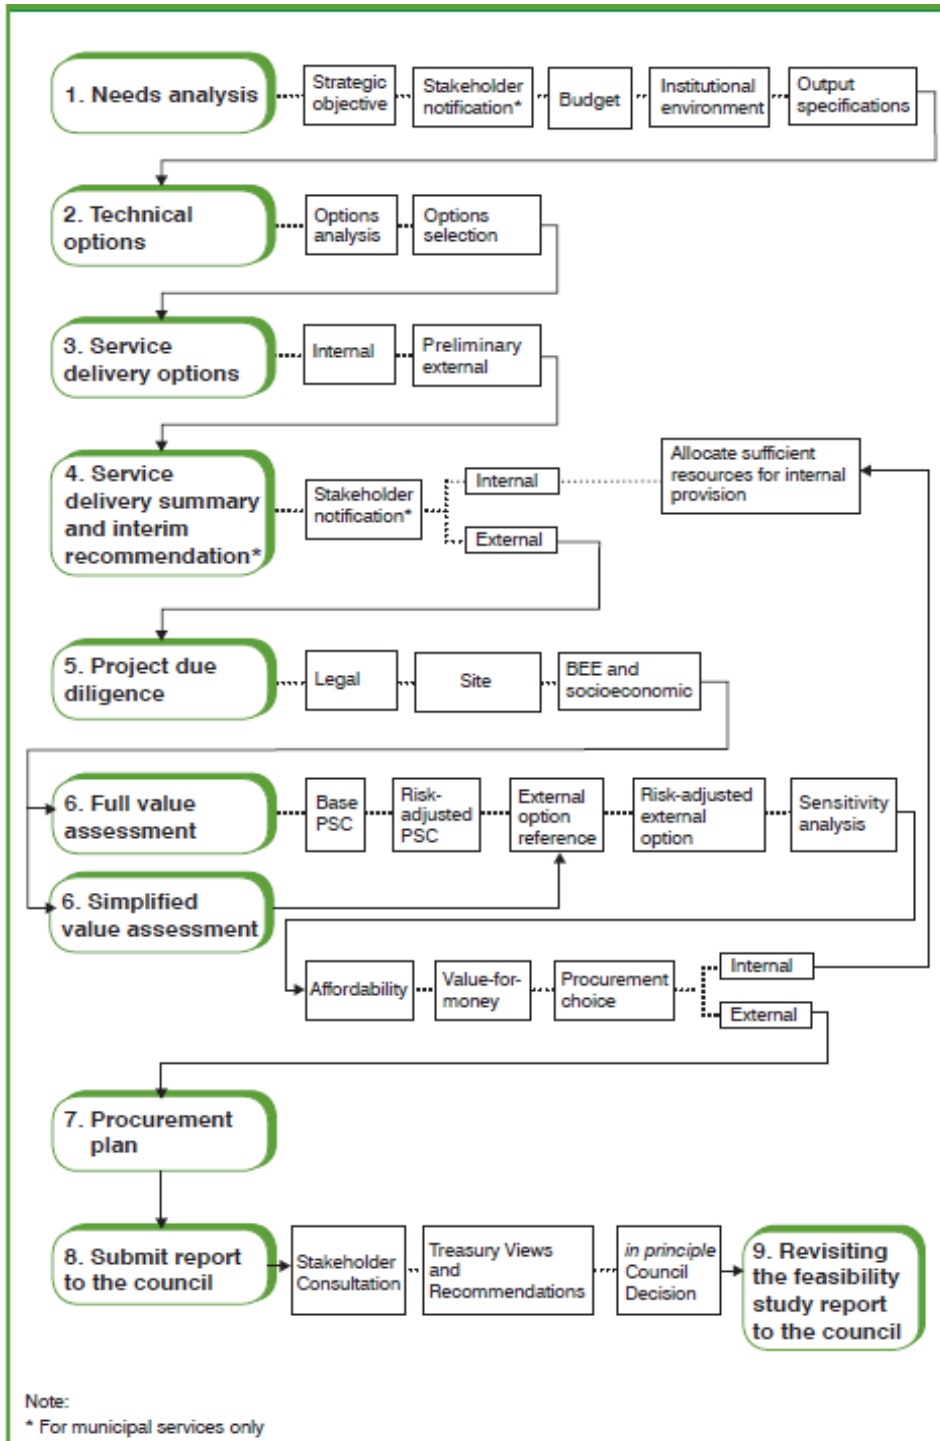 1. Needs analysis
Strategic
objective
Stakeholder
notification*
Budget
Institutional
environment
Output
specifications
2. Technical
options
Options
analysis
Options
selection
3. Service
delivery options
Internal
Preliminary
external
4. Service
delivery summary
and interim
recommendation*
Stakeholder
notification*
Internal
External
Allocate sufficient
resources for internal
provision
5. Project due
diligence
Legal
Site
BEE and
socioeconomic
6. Full value
assessment
Base
PSC
Risk-
adjusted
PSC
External
option
reference
Risk-adjusted
external
option
Sensitivity
analysis
6. Simplified
value assessment
Affordability
Value-for-
money
Procurement
choice
Internal
External
7. Procurement
plan
8. Submit report
to the council
Stakeholder
Consultation
Treasury Views
and
Recommendations
in principle
Council
Decision
9. Revisiting
the feasibility
study report
to the council
Note:
* For municipal services only